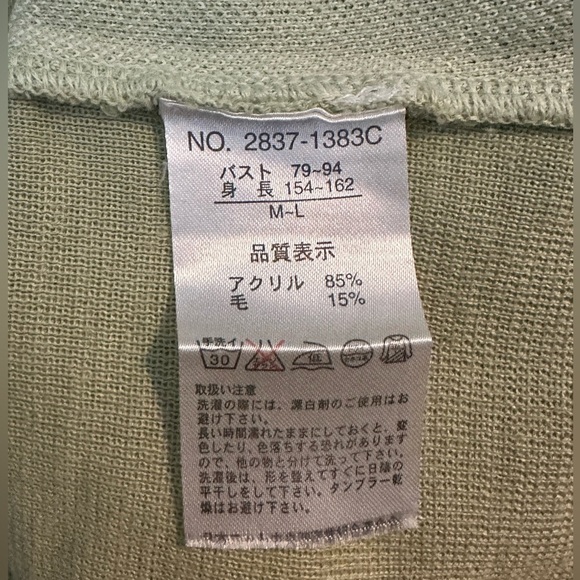 NO. 2837-1383C
バスト 79~94
身 長 154~162
M~L
品質表示
アクリル 85%
毛 15%
手洗イ
30
取扱い注意
洗濯の際には、漂白剤のご使用はお
避け下さい。
長い時間濡れたままにしておくと、変
色したり、色落ちする恐れがあります
ので、他の物と分けて洗って下さい。
洗濯後は、形を整えてすぐに日陰の
平干しをして下さい。タンブラー乾
燥はお避け下さい。